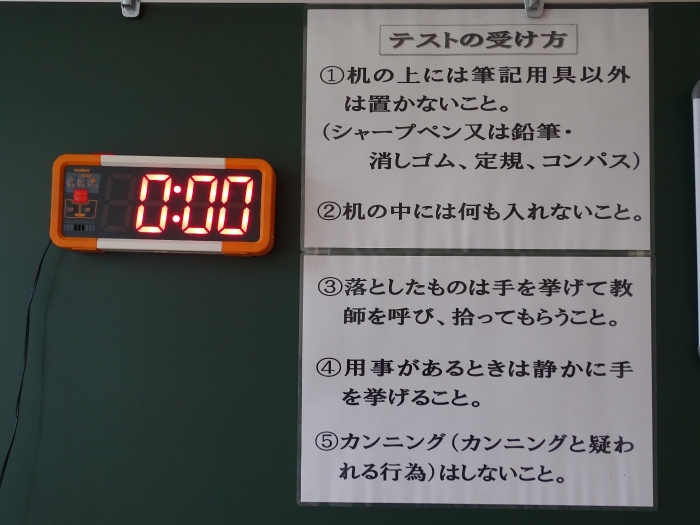 0:00
テストの受け方
①机の上には筆記用具以外
は置かないこと。
(シャープペン又は鉛筆・
消しゴム、定規、コンパス)
②机の中には何も入れないこと。
③落としたものは手を挙げて教
師を呼び、拾ってもらうこと。
④用事があるときは静かに手
を挙げること。
⑤カンニング(カンニングと疑わ
れる行為)はしないこと。